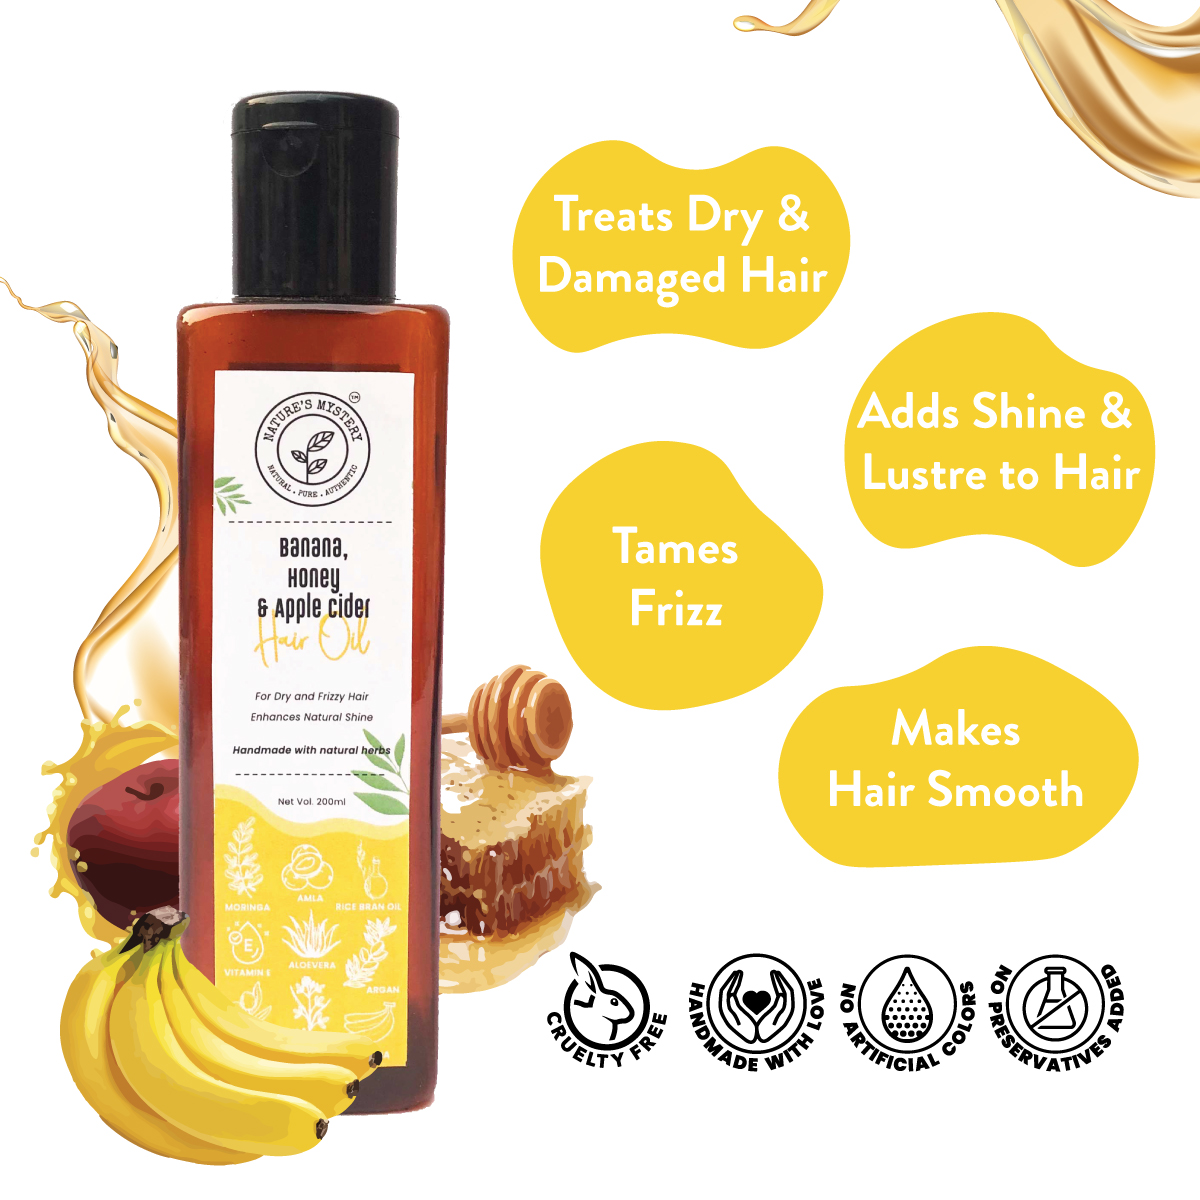 NATURE'S MYSTERY
TM
NATURAL . PURE . AUTHENTIC
Banana,
Honey
& Apple Cider
Hair Oil
For Dry and Frizzy Hair
Enhances Natural Shine
Handmade with natural herbs
Net Vol. 200ml
MORINGA
AMLA
RICE BRAN OIL
E
VITAMIN E
ALOEVERA
ARGAN
Treats Dry &
Damaged Hair
Adds Shine &
Lustre to Hair
Tames
Frizz
Makes
Hair Smooth
CRUELTY FREE
HANDMADE WITH LOVE
NO ARTIFICIAL COLORS
NO PRESERVATIVES ADDED